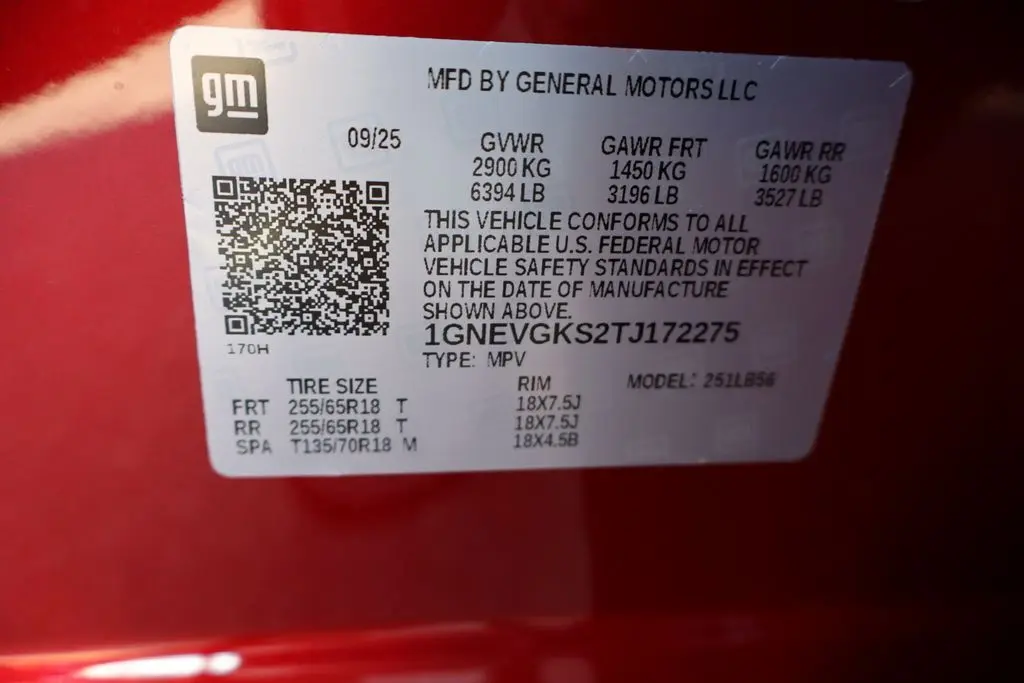 gm
MFD BY GENERAL MOTORS LLC
09/25
GVWR GAWR FRT GAWR RR
2900 KG 1450 KG 1600 KG
6394 LB 3196 LB 3527 LB
THIS VEHICLE CONFORMS TO ALL
APPLICABLE U.S. FEDERAL MOTOR
VEHICLE SAFETY STANDARDS IN EFFECT
ON THE DATE OF MANUFACTURE
SHOWN ABOVE.
1GNEVGKS2TJ172275
170H
TYPE: MPV
TIRE SIZE RIM MODEL: 251LB56
FRT 255/65R18 T 18X7.5J
RR 255/65R18 T 18X7.5J
SPA T135/70R18 M 18X4.5B